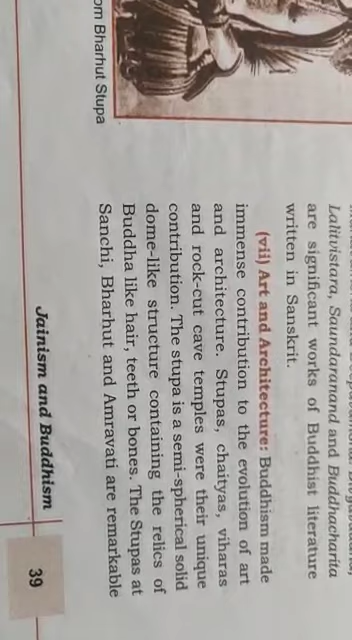 Lalitvistara, Saundaranand and Buddhacharita
are significant works of Buddhist literature
written in Sanskrit.
(vii) Art and Architecture: Buddhism made
immense contribution to the evolution of art
and architecture. Stupas, chaityas, viharas
and rock-cut cave temples were their unique
contribution. The stupa is a semi-spherical solid
dome-like structure containing the relics of
Buddha like hair, teeth or bones. The Stupas at
Sanchi, Bharhut and Amravati are remarkable
Bharhut Stupa
Jainism and Buddhism
39